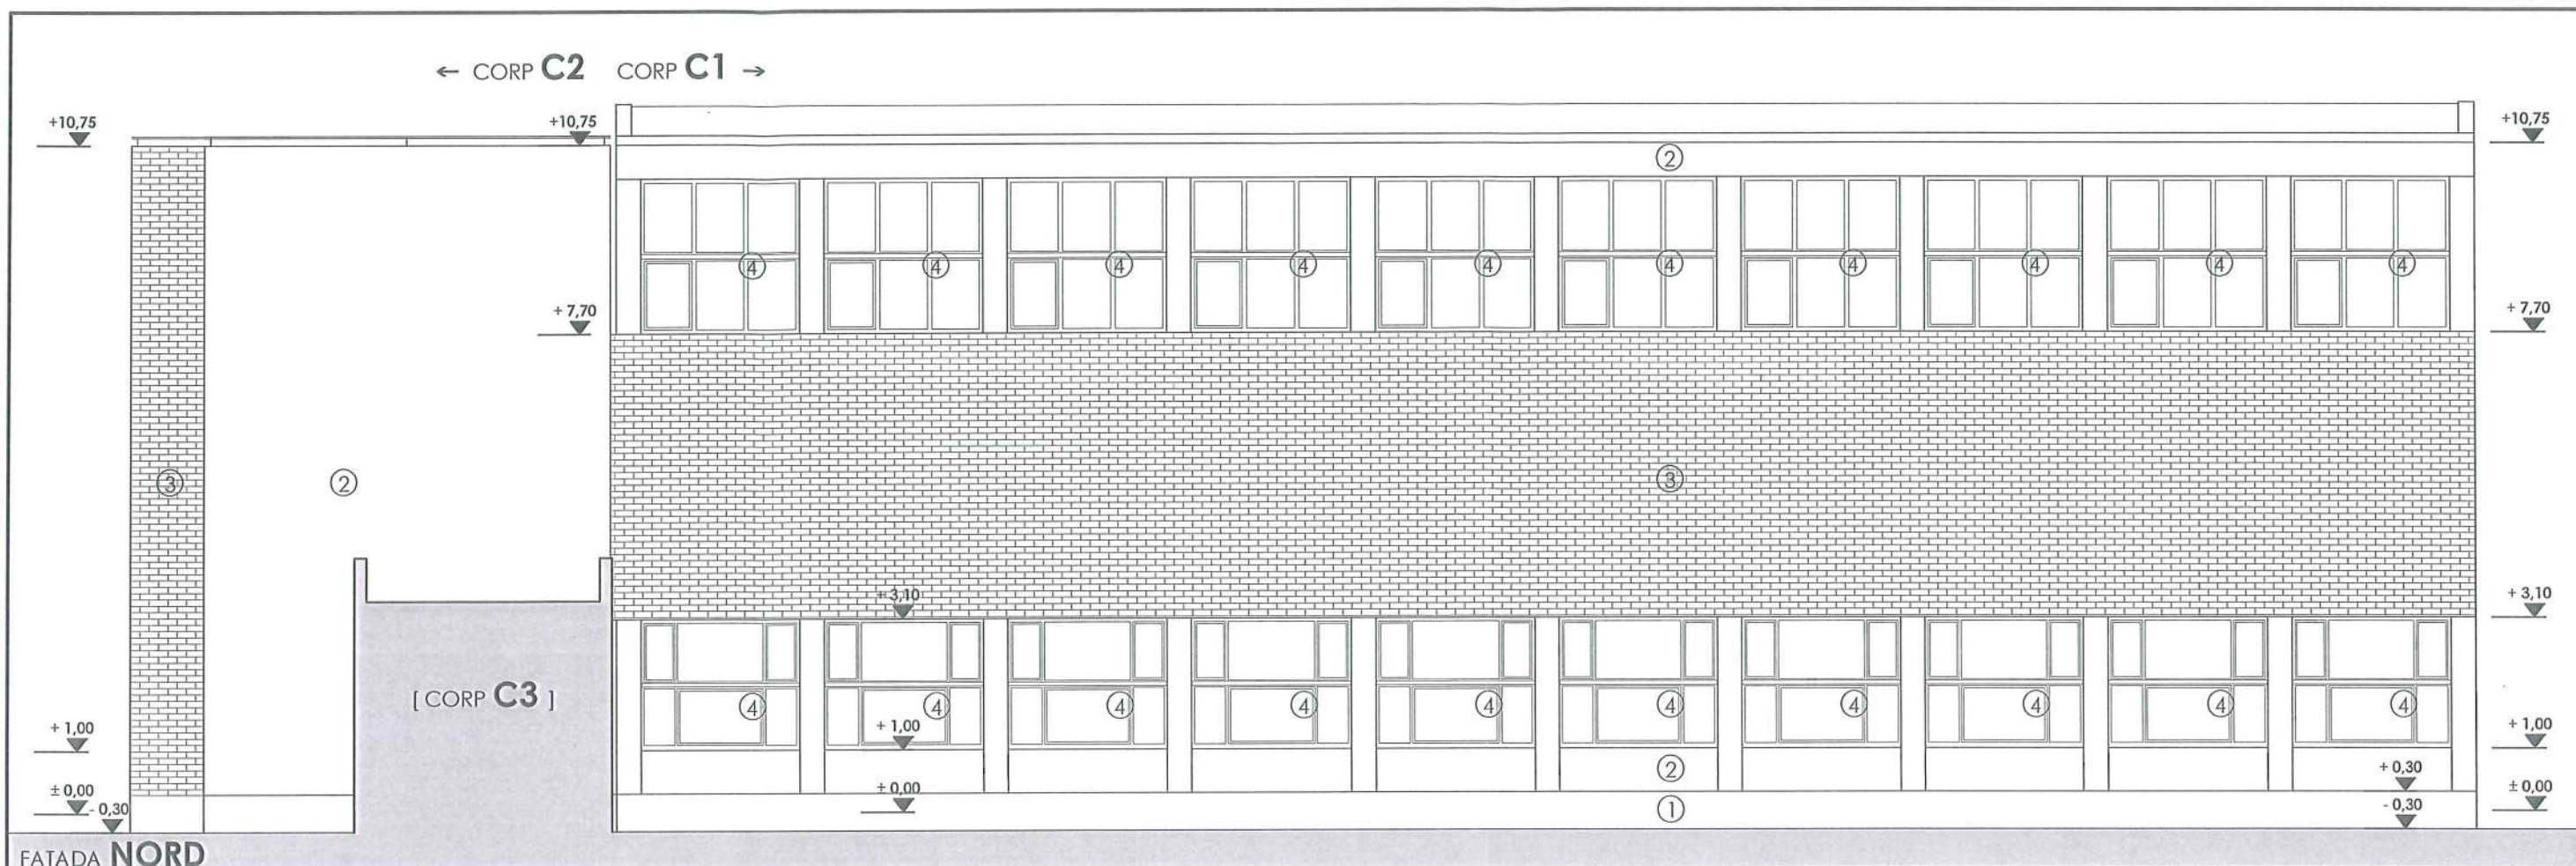 ← CORP C2 CORP C1 →
+10,75 +10,75 +10,75
②
④ ④ ④ ④ ④ ④ ④ ④ ④ ④
+ 7,70 + 7,70
③ ② ③
+ 3,10 + 3,10
[ CORP C3 ]
④ ④ ④ ④ ④ ④ ④ ④ ④ ④
+ 1,00 + 1,00 + 1,00
②
+ 0,30
± 0,00 ± 0,00 ± 0,00
- 0,30 ① - 0,30
FATADA NORD